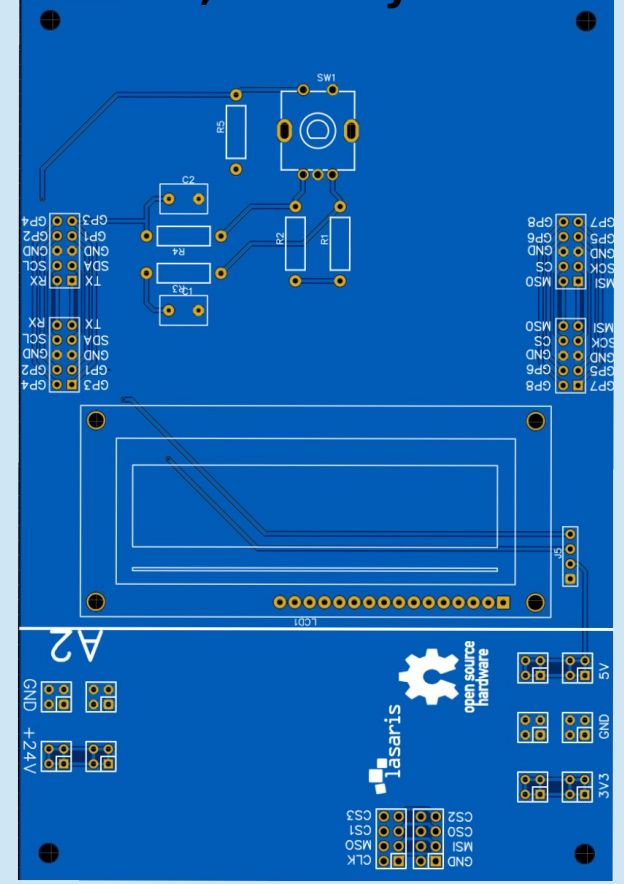 SW1
R5
C2
R4
R2
R1
R3
C1
GP4 GP3
GP2 GP1
GND GND
SCL SDA
RX TX
RX TX
SCL SDA
GND GND
GP2 GP1
GP4 GP3
GP8 GP7
GP6 GP5
GND GND
CS SCK
MSO MSI
MSO MSI
CS SCK
GND GND
GP6 GP5
GP8 GP7
J5
LCD1
A2
GND
+24V
open source
hardware
lasaris
5V
GND
3V3
CS3 CS2
CS1 CS0
MSO MSI
CLK GND